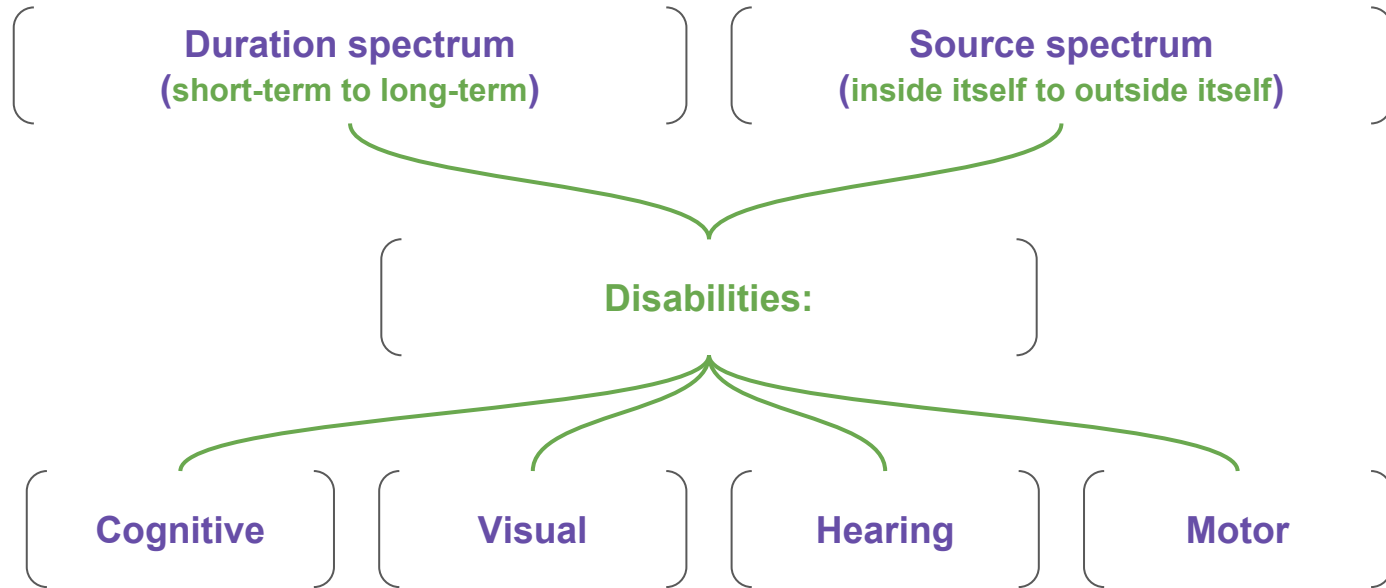 Duration spectrum
(short-term to long-term)
Source spectrum
(inside itself to outside itself)
Disabilities:
Cognitive
Visual
Hearing
Motor